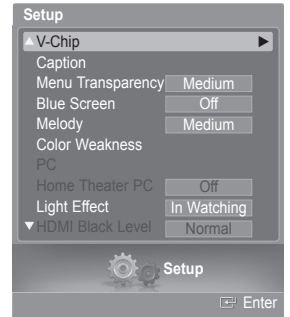 Setup
V-Chip
Caption
Menu Transparency Medium
Blue Screen Off
Melody Medium
Color Weakness
PC
Home Theater PC Off
Light Effect In Watching
HDMI Black Level Normal
Setup
Enter